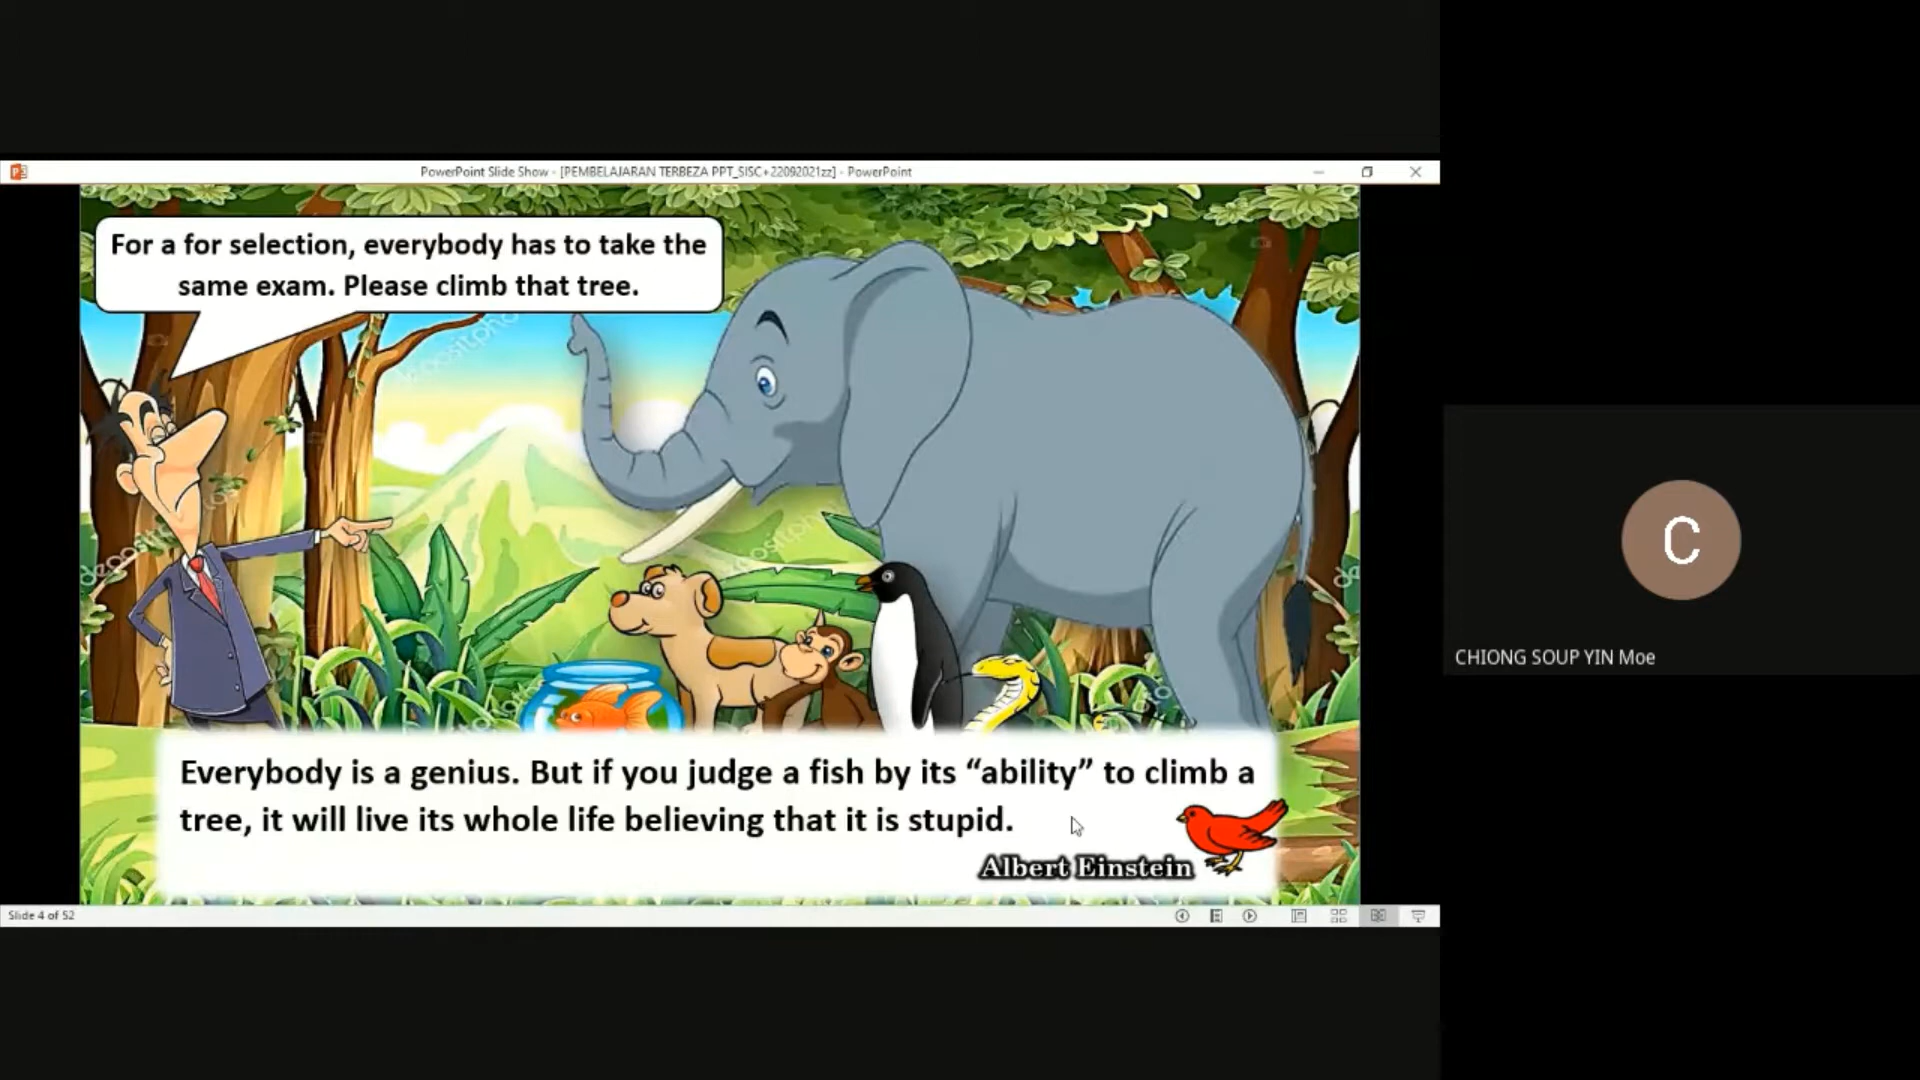 PowerPoint Slide Show - [PEMBELAJARAN TERBEZA PPT_SISC+22092021zz] - PowerPoint
For a for selection, everybody has to take the
same exam. Please climb that tree.
Everybody is a genius. But if you judge a fish by its “ability” to climb a
tree, it will live its whole life believing that it is stupid.
Albert Einstein
Slide 4 of 52
C
CHIONG SOUP YIN Moe